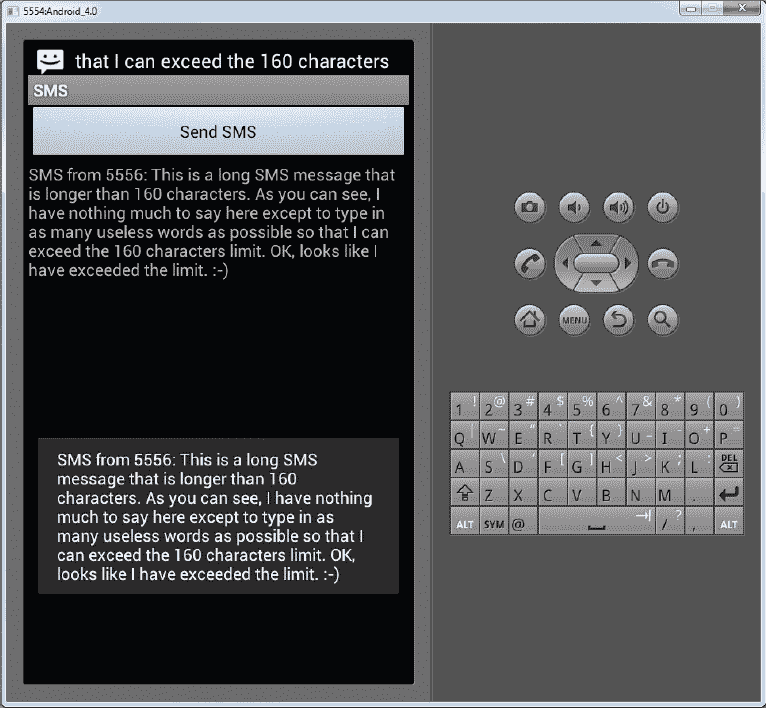 5554:Android_4.0
that I can exceed the 160 characters
SMS
Send SMS
SMS from 5556: This is a long SMS message that
is longer than 160 characters. As you can see, I
have nothing much to say here except to type in
as many useless words as possible so that I can
exceed the 160 characters limit. OK, looks like I
have exceeded the limit. :-)
SMS from 5556: This is a long SMS
message that is longer than 160
characters. As you can see, I have nothing
much to say here except to type in as
many useless words as possible so that I
can exceed the 160 characters limit. OK,
looks like I have exceeded the limit. :-)
MENU
1 ! 2 @ 3 # 4 $ 5 % 6 ^ 7 & 8 * 9 ( 0 )
Q W ~ E " R ` T { Y } U _ I - O + P =
A S \ D ' F [ G ] H < J > K ; L : DEL
Z X C V B N M .
ALT SYM @ / ? , ALT